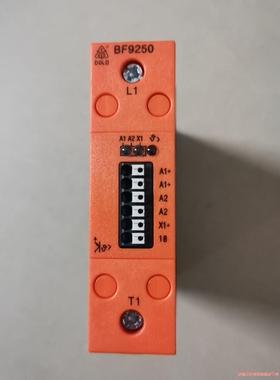 DOLD
BF9250
L1
A1 A2 X1
A1+
A1+
A2
A2
X1+
18
T1